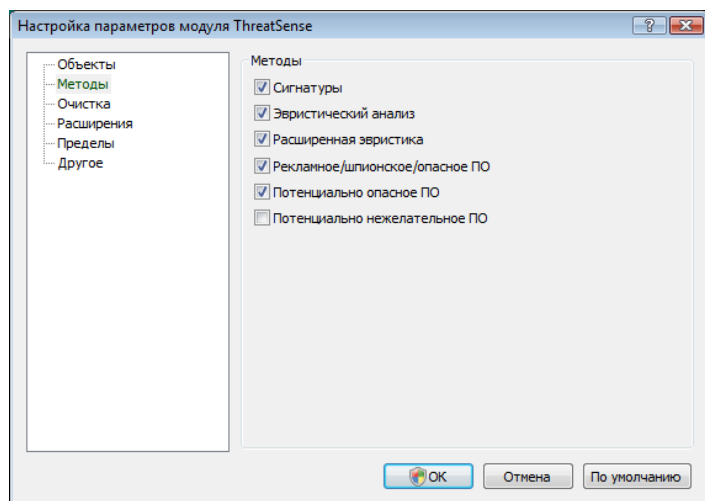 Настройка параметров модуля ThreatSense
Объекты
Методы
Очистка
Расширения
Пределы
Другое
Методы
Сигнатуры
Эвристический анализ
Расширенная эвристика
Рекламное/шпионское/опасное ПО
Потенциально опасное ПО
Потенциально нежелательное ПО
OK
Отмена
По умолчанию